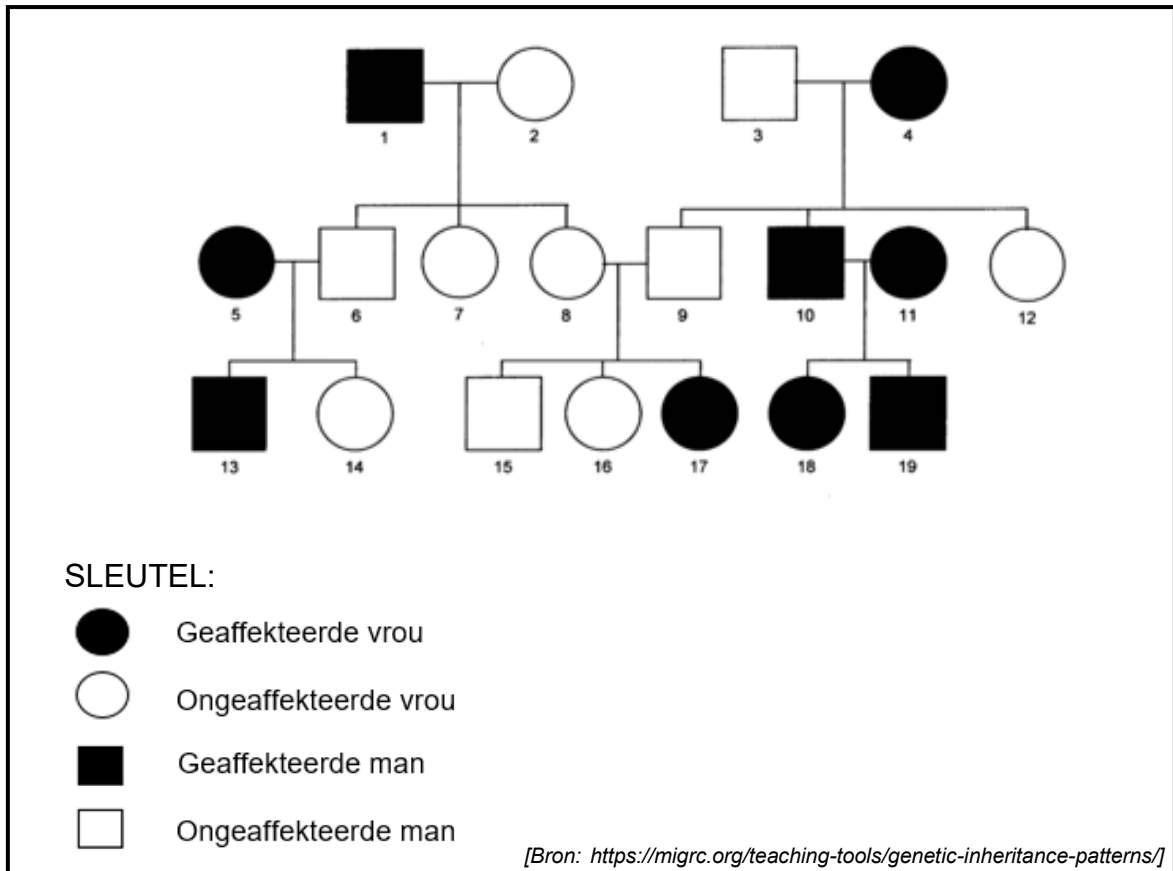 1 2 3 4
5 6 7 8 9 10 11 12
13 14 15 16 17 18 19
SLEUTEL:
Geaffekteerde vrou
Ongeaffekteerde vrou
Geaffekteerde man
Ongeaffekteerde man
[Bron: https://migrc.org/teaching-tools/genetic-inheritance-patterns/]